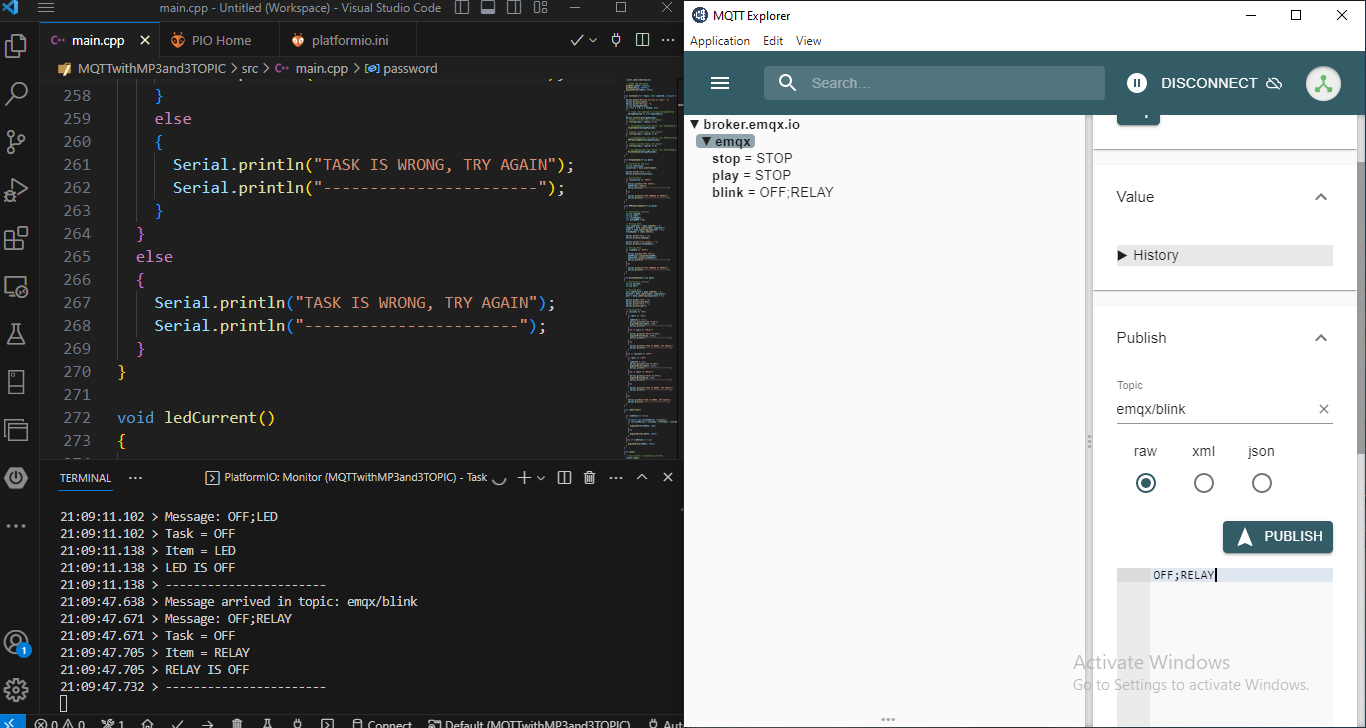 main.cpp - Untitled (Workspace) - Visual Studio Code
main.cpp
PIO Home
platformio.ini
MQTTwithMP3and3TOPIC > src > main.cpp > password
258 }
259 else
260 {
261 Serial.println("TASK IS WRONG, TRY AGAIN");
262 Serial.println("-----------------------");
263 }
264 }
265 else
266 {
267 Serial.println("TASK IS WRONG, TRY AGAIN");
268 Serial.println("-----------------------");
269 }
270 }
271
272 void ledCurrent()
273 {
TERMINAL
PlatformIO: Monitor (MQTTwithMP3and3TOPIC) - Task
21:09:11.102 > Message: OFF;LED
21:09:11.102 > Task = OFF
21:09:11.138 > Item = LED
21:09:11.138 > LED IS OFF
21:09:11.138 > -----------------------
21:09:47.638 > Message arrived in topic: emqx/blink
21:09:47.671 > Message: OFF;RELAY
21:09:47.671 > Task = OFF
21:09:47.705 > Item = RELAY
21:09:47.705 > RELAY IS OFF
21:09:47.732 > -----------------------
1
0 0 1 Connect Default (MQTTwithMP3and3TOPIC) Aut
MQTT Explorer
Application Edit View
Search...
DISCONNECT
▼ broker.emqx.io
▼ emqx
stop = STOP
play = STOP
blink = OFF;RELAY
Value
▶ History
Publish
Topic
emqx/blink
raw xml json
PUBLISH
OFF;RELAY
Activate Windows
Go to Settings to activate Windows.